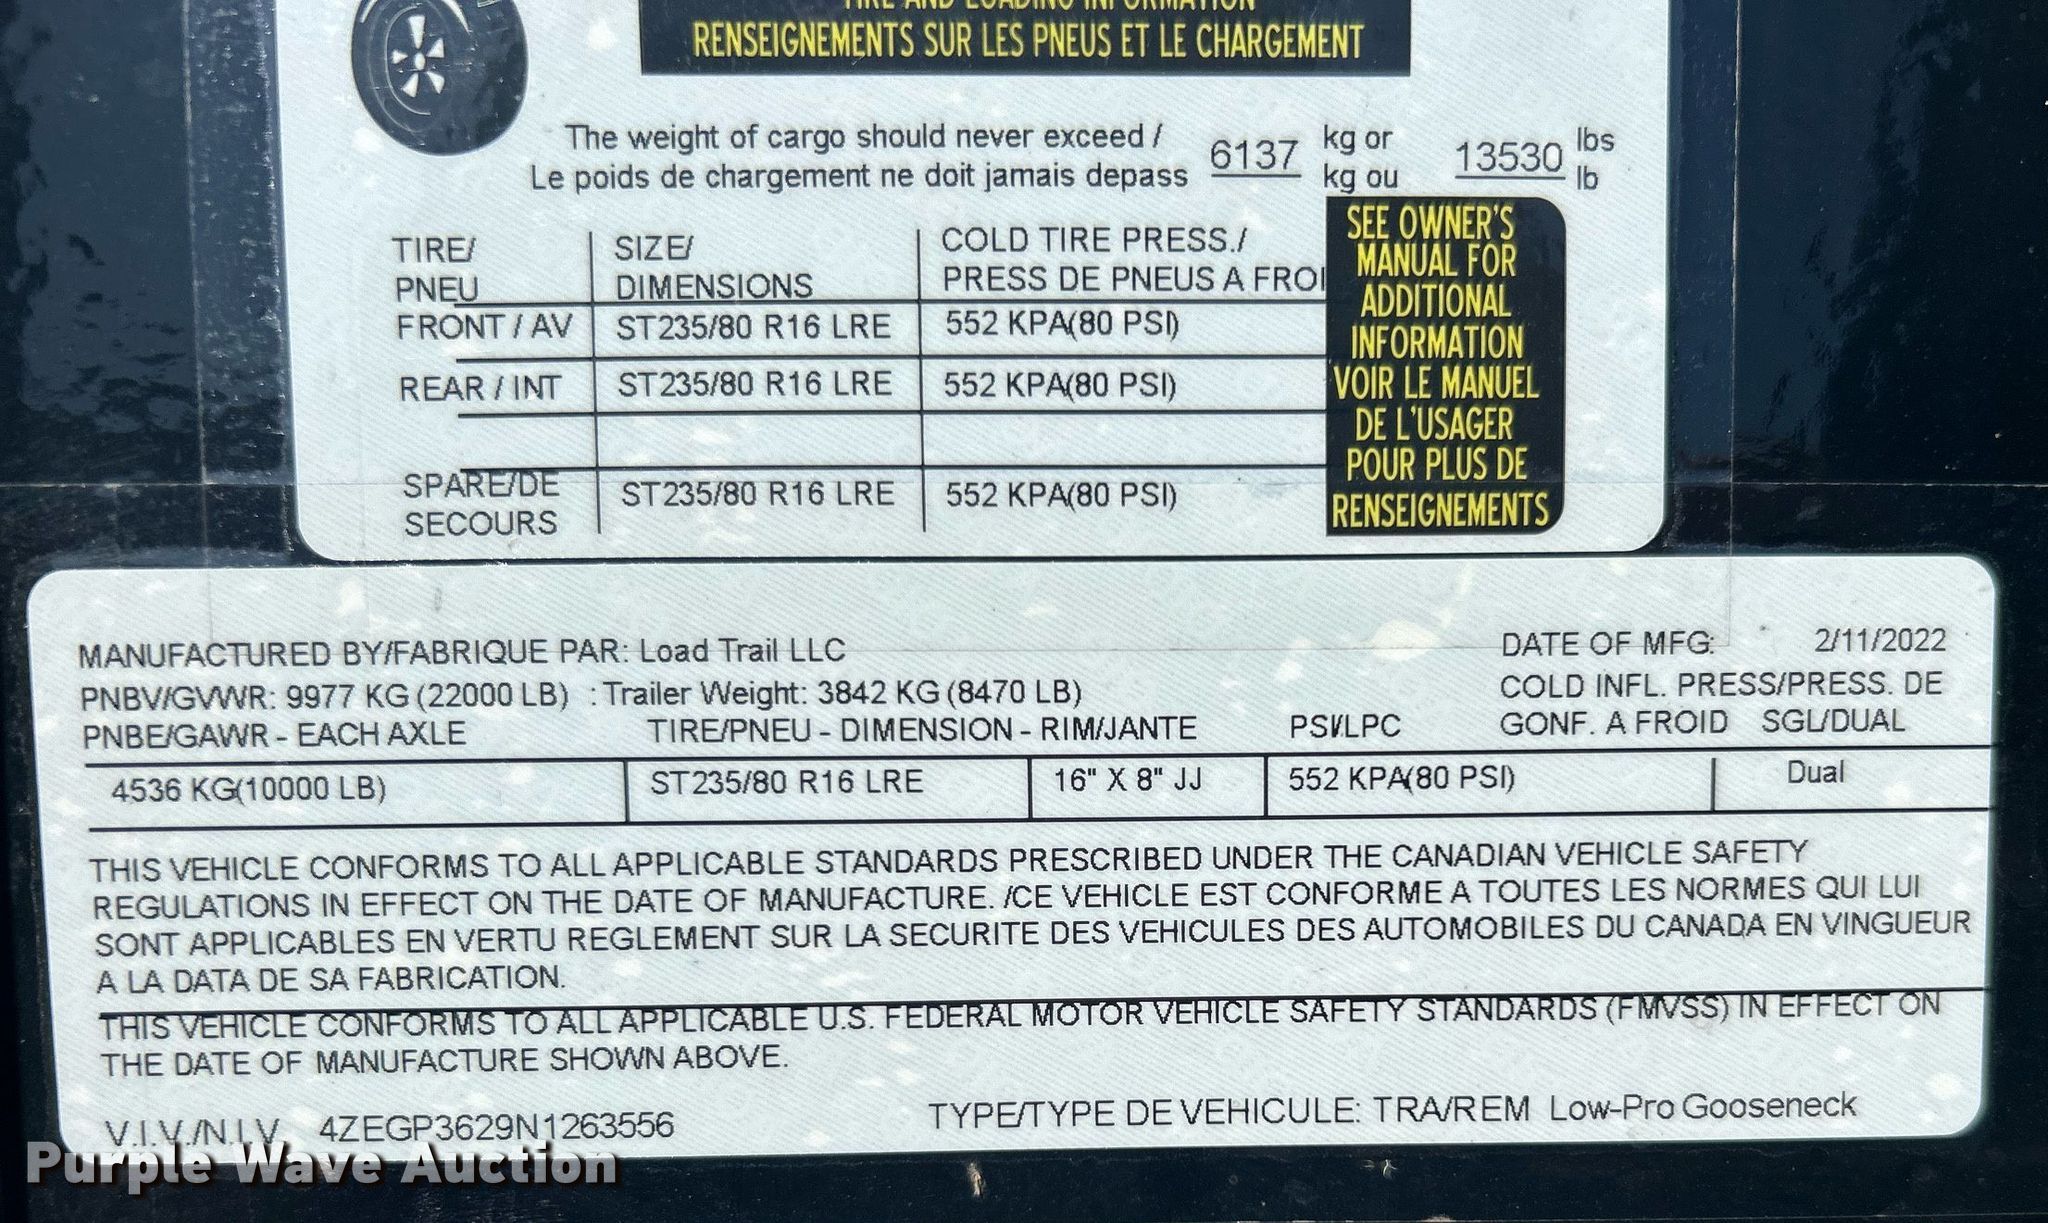 TIRE AND LOADING INFORMATION
RENSEIGNEMENTS SUR LES PNEUS ET LE CHARGEMENT
The weight of cargo should never exceed / 6137 kg or 13530 lbs
Le poids de chargement ne doit jamais depass kg ou lb
TIRE/ SIZE/ COLD TIRE PRESS./
PNEU DIMENSIONS PRESS DE PNEUS A FROI
FRONT / AV ST235/80 R16 LRE 552 KPA(80 PSI)
REAR / INT ST235/80 R16 LRE 552 KPA(80 PSI)
SPARE/DE ST235/80 R16 LRE 552 KPA(80 PSI)
SECOURS
SEE OWNER'S
MANUAL FOR
ADDITIONAL
INFORMATION
VOIR LE MANUEL
DE L'USAGER
POUR PLUS DE
RENSEIGNEMENTS
MANUFACTURED BY/FABRIQUE PAR: Load Trail LLC DATE OF MFG: 2/11/2022
PNBV/GVWR: 9977 KG (22000 LB) : Trailer Weight: 3842 KG (8470 LB) COLD INFL. PRESS/PRESS. DE
PNBE/GAWR - EACH AXLE TIRE/PNEU - DIMENSION - RIM/JANTE PSI/LPC GONF. A FROID SGL/DUAL
4536 KG(10000 LB) ST235/80 R16 LRE 16" X 8" JJ 552 KPA(80 PSI) Dual
THIS VEHICLE CONFORMS TO ALL APPLICABLE STANDARDS PRESCRIBED UNDER THE CANADIAN VEHICLE SAFETY
REGULATIONS IN EFFECT ON THE DATE OF MANUFACTURE. /CE VEHICLE EST CONFORME A TOUTES LES NORMES QUI LUI
SONT APPLICABLES EN VERTU REGLEMENT SUR LA SECURITE DES VEHICULES DES AUTOMOBILES DU CANADA EN VINGUEUR
A LA DATA DE SA FABRICATION.
THIS VEHICLE CONFORMS TO ALL APPLICABLE U.S. FEDERAL MOTOR VEHICLE SAFETY STANDARDS (FMVSS) IN EFFECT ON
THE DATE OF MANUFACTURE SHOWN ABOVE.
V.I.V./N.I.V. 4ZEGP3629N1263556 TYPE/TYPE DE VEHICULE: TRA/REM Low-Pro Gooseneck
Purple Wave Auction